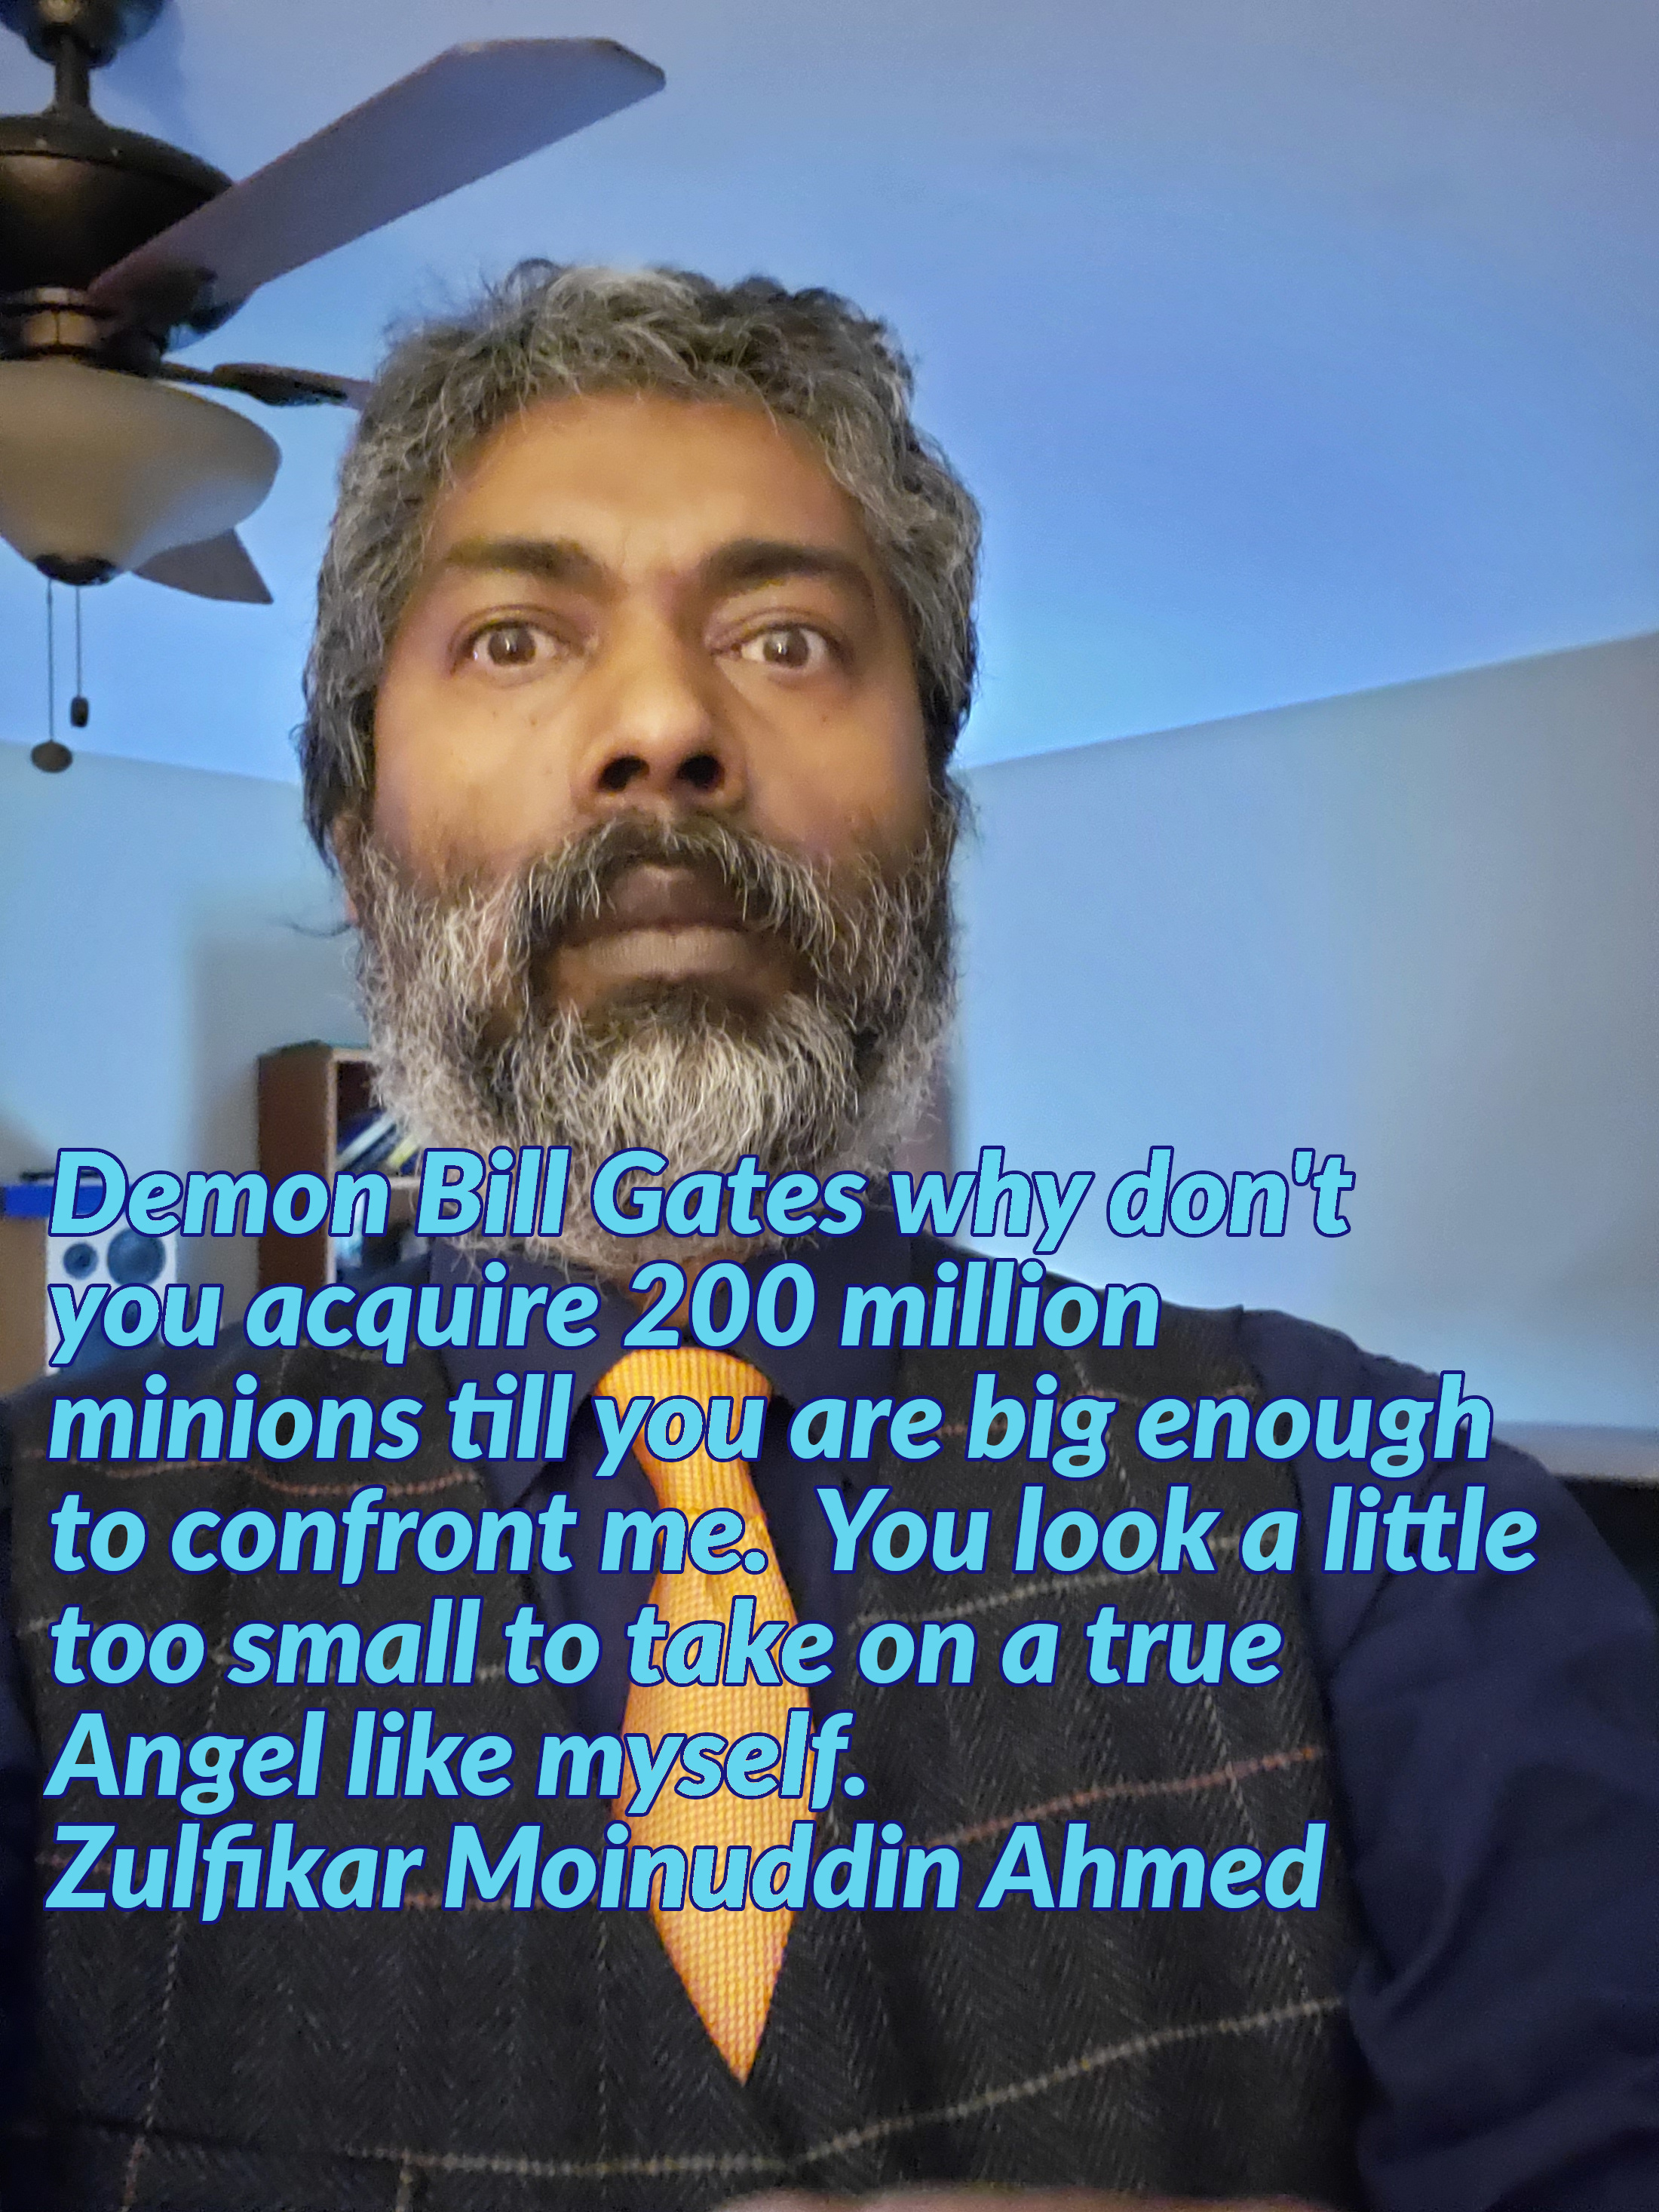 Demon Bill Gates why don't
you acquire 200 million
minions till you are big enough
to confront me.  You look a little
too small to take on a true
Angel like myself.
Zulfikar Moinuddin Ahmed